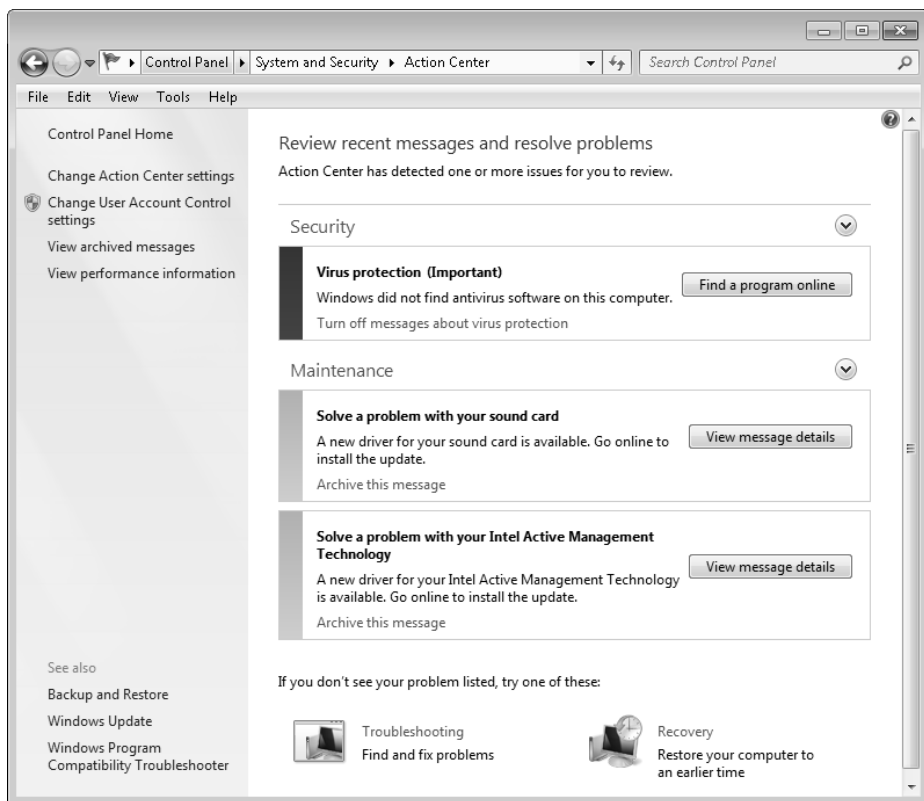 Control Panel System and Security Action Center Search Control Panel
File Edit View Tools Help
Control Panel Home
Change Action Center settings
Change User Account Control
settings
View archived messages
View performance information
See also
Backup and Restore
Windows Update
Windows Program
Compatibility Troubleshooter
Review recent messages and resolve problems
Action Center has detected one or more issues for you to review.
Security
Virus protection (Important)
Windows did not find antivirus software on this computer.
Find a program online
Turn off messages about virus protection
Maintenance
Solve a problem with your sound card
A new driver for your sound card is available. Go online to
install the update.
View message details
Archive this message
Solve a problem with your Intel Active Management
Technology
A new driver for your Intel Active Management Technology
is available. Go online to install the update.
View message details
Archive this message
If you don't see your problem listed, try one of these:
Troubleshooting
Find and fix problems
Recovery
Restore your computer to
an earlier time